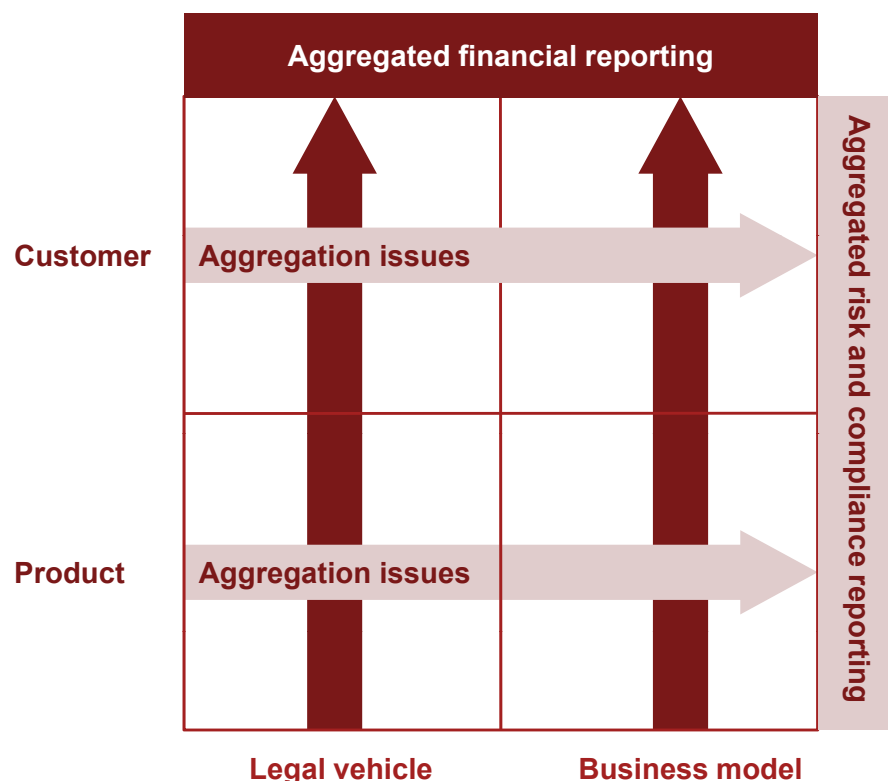 Aggregated financial reporting
Customer
Aggregation issues
Aggregated risk and compliance reporting
Product
Aggregation issues
Legal vehicle
Business model